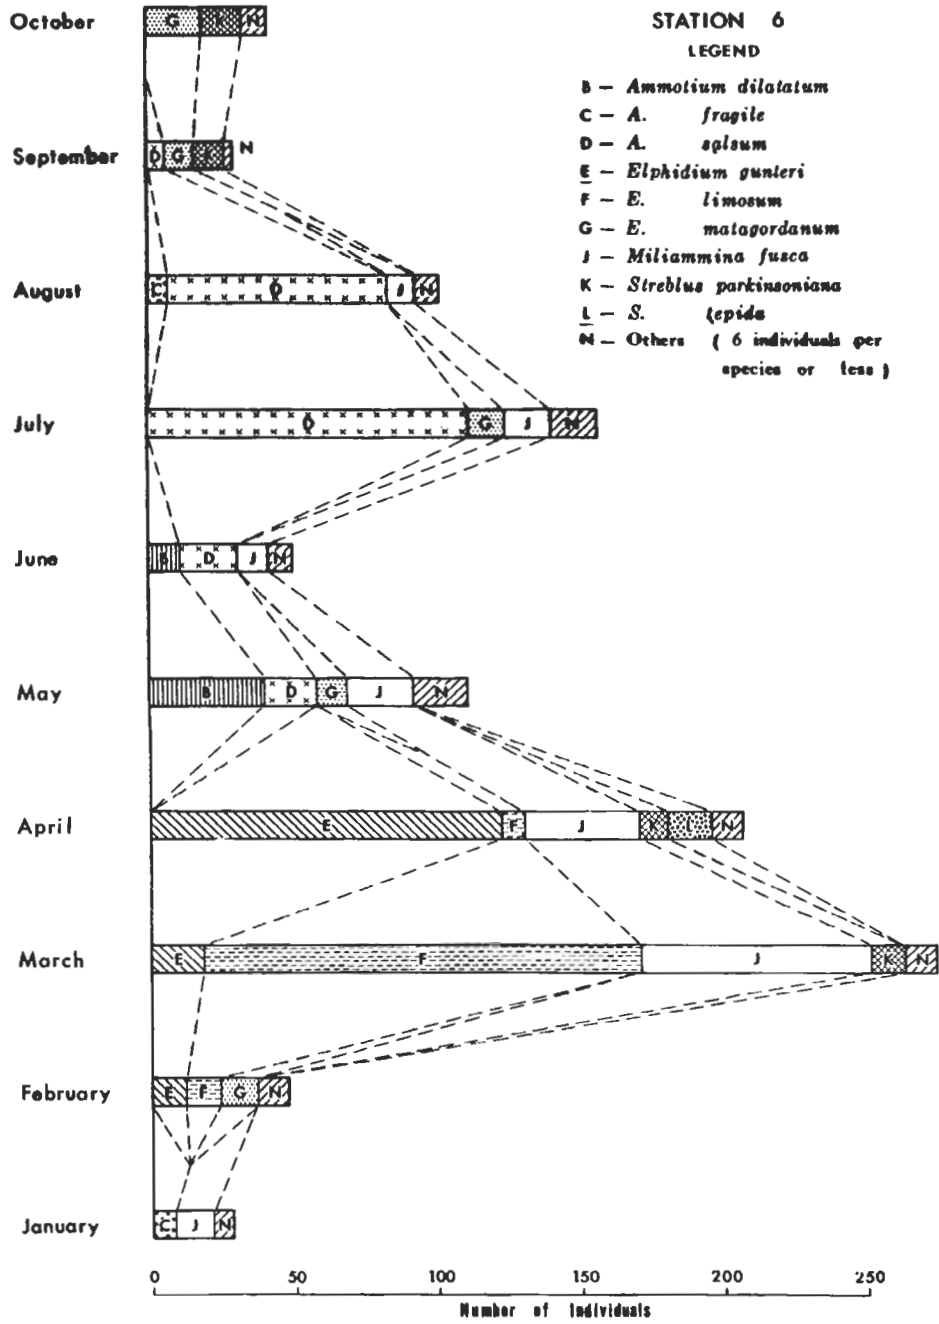 STATION 6
LEGEND
B — Ammotium dilatatum
C — A. fragile
D — A. salsum
E — Elphidium gunteri
F — E. limosum
G — E. matagordanum
J — Miliammina fusca
K — Streblus parkinsoniana
L — S. tepida
N — Others ( 6 individuals per
species or less )
October G K N
September D G K N
August C D J N
July D G J N
June B D J N
May B D G J N
April E F J K L N
March E F J K N
February E F G N
January C J N
0 50 100 150 200 250
Number of Individuals